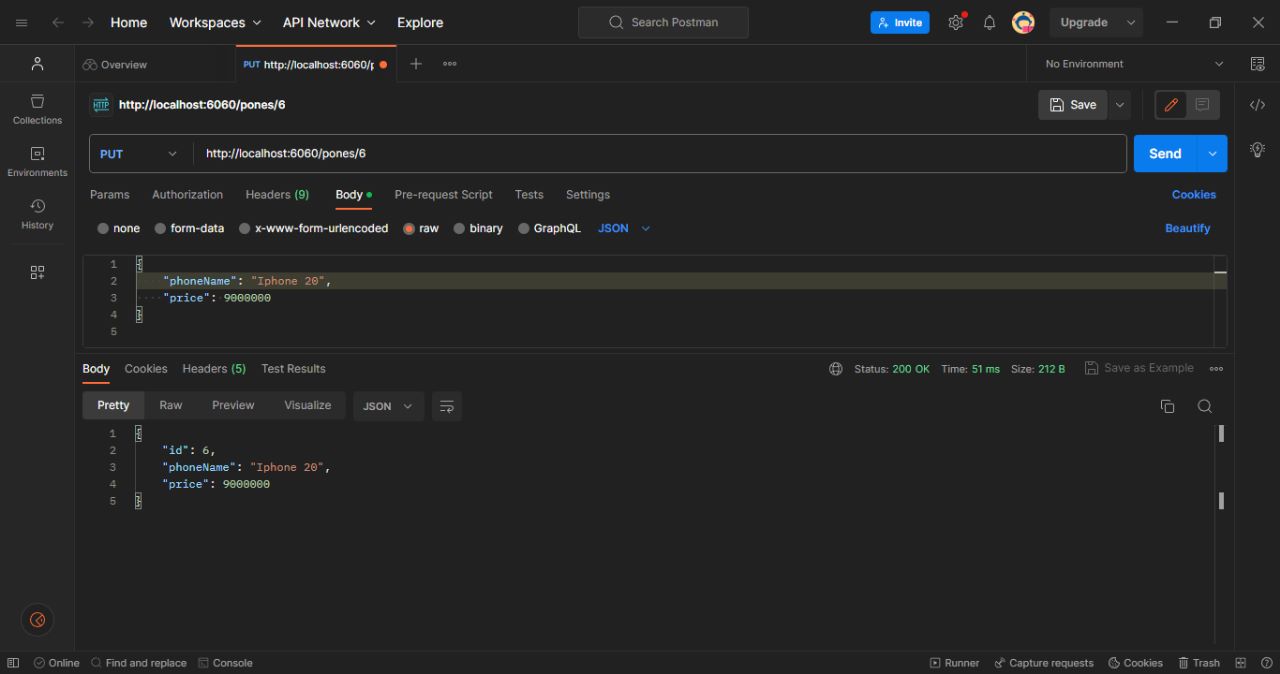 Home Workspaces API Network Explore Search Postman Invite Upgrade
Overview PUT http://localhost:6060/p No Environment
HTTP http://localhost:6060/pones/6 Save
Collections
PUT http://localhost:6060/pones/6 Send
Environments
Params Authorization Headers (9) Body Pre-request Script Tests Settings Cookies
History
none form-data x-www-form-urlencoded raw binary GraphQL JSON Beautify
1 {
2 "phoneName": "Iphone 20",
3 "price": 9000000
4 }
5
Body Cookies Headers (5) Test Results Status: 200 OK Time: 51 ms Size: 212 B Save as Example
Pretty Raw Preview Visualize JSON
1 {
2 "id": 6,
3 "phoneName": "Iphone 20",
4 "price": 9000000
5 }
Online Find and replace Console Runner Capture requests Cookies Trash